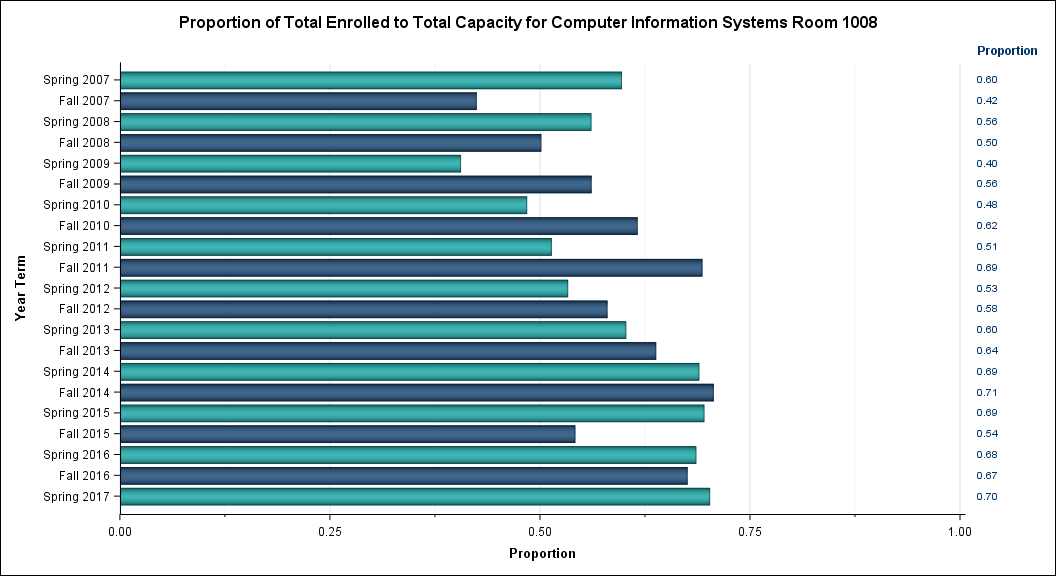 Proportion of Total Enrolled to Total Capacity for Computer Information Systems Room 1008
Proportion
Spring 2007 0.60
Fall 2007 0.42
Spring 2008 0.56
Fall 2008 0.50
Spring 2009 0.40
Fall 2009 0.56
Spring 2010 0.48
Fall 2010 0.62
Spring 2011 0.51
Fall 2011 0.69
Spring 2012 0.53
Fall 2012 0.58
Spring 2013 0.60
Fall 2013 0.64
Spring 2014 0.69
Fall 2014 0.71
Spring 2015 0.69
Fall 2015 0.54
Spring 2016 0.68
Fall 2016 0.67
Spring 2017 0.70
Year Term
0.00 0.25 0.50 0.75 1.00
Proportion